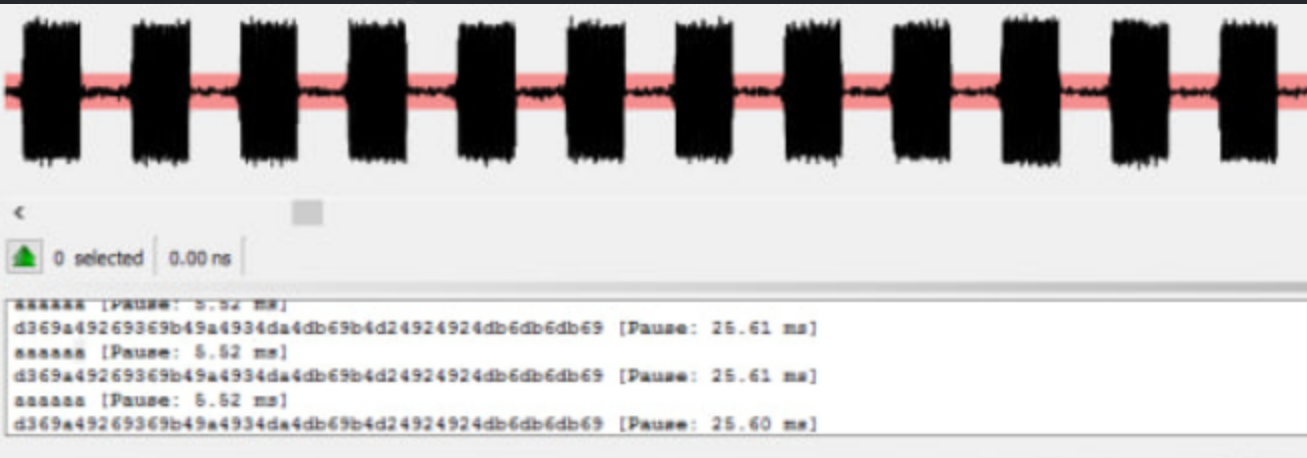 <
0 selected 0.00 ns
aaaaaa [Pause: 5.52 ms]
d369a49269369b49a4934da4db69b4d24924924db6db6db69 [Pause: 25.61 ms]
aaaaaa [Pause: 5.52 ms]
d369a49269369b49a4934da4db69b4d24924924db6db6db69 [Pause: 25.61 ms]
aaaaaa [Pause: 5.52 ms]
d369a49269369b49a4934da4db69b4d24924924db6db6db69 [Pause: 25.60 ms]